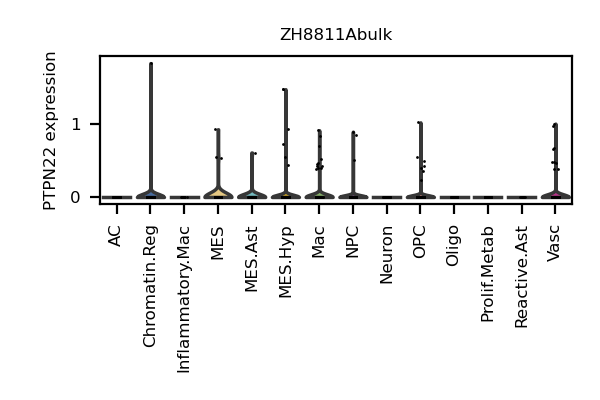 ZH8811Abulk
PTPN22 expression
1
0
AC
Chromatin.Reg
Inflammatory.Mac
MES
MES.Ast
MES.Hyp
Mac
NPC
Neuron
OPC
Oligo
Prolif.Metab
Reactive.Ast
Vasc